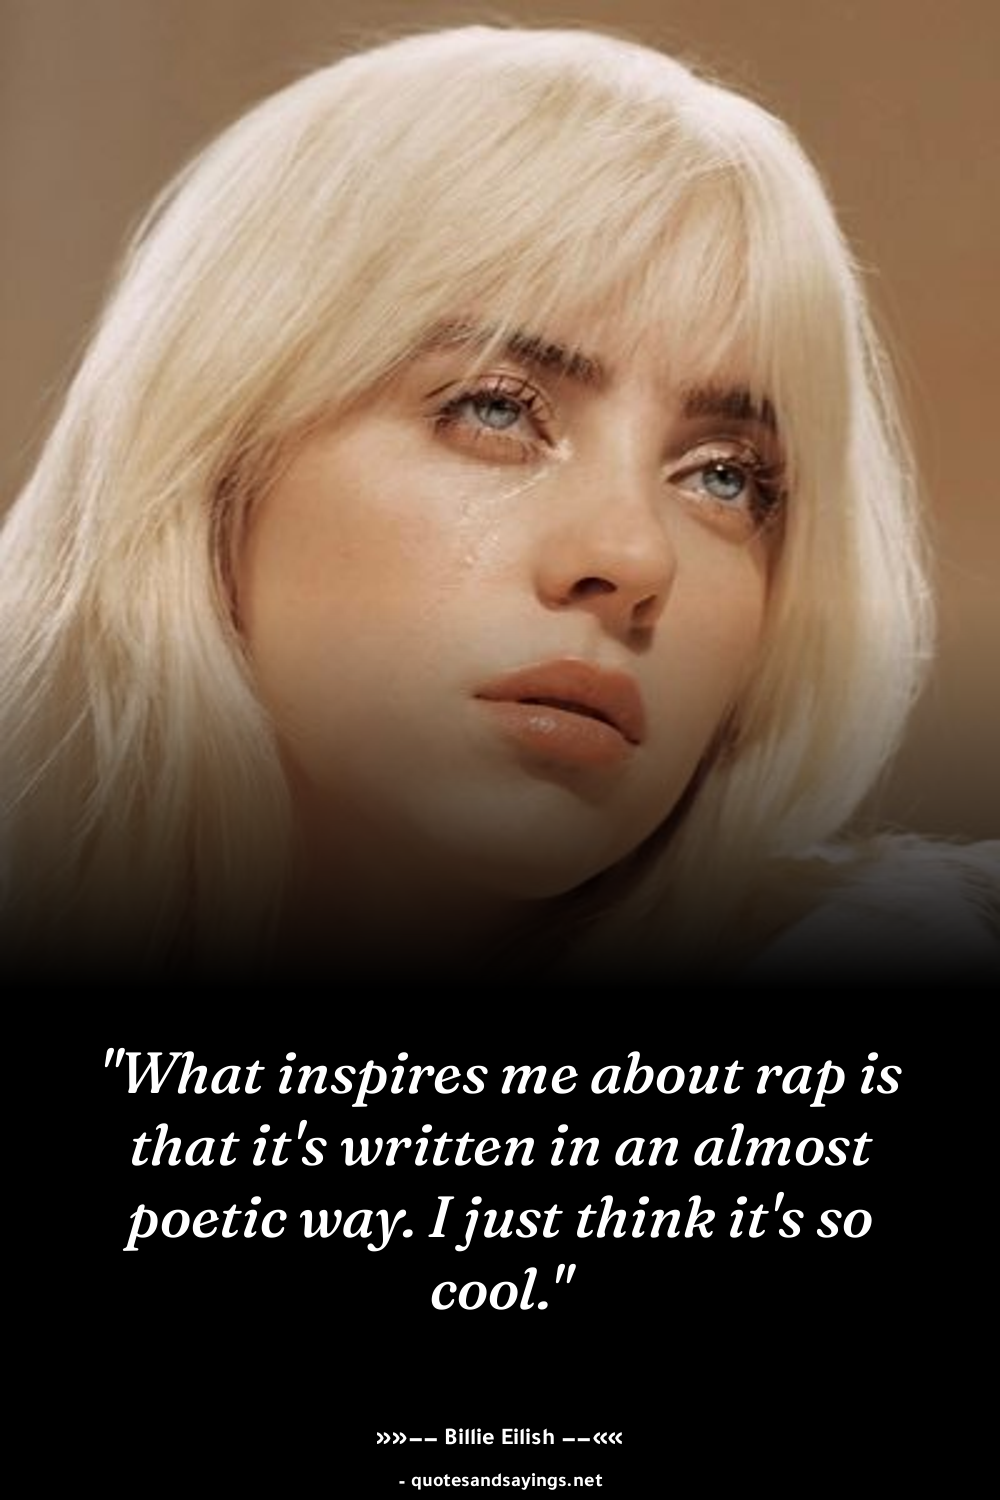 "What inspires me about rap is
that it's written in an almost
poetic way. I just think it's so
cool."
»»–– Billie Eilish ––««
- quotesandsayings.net